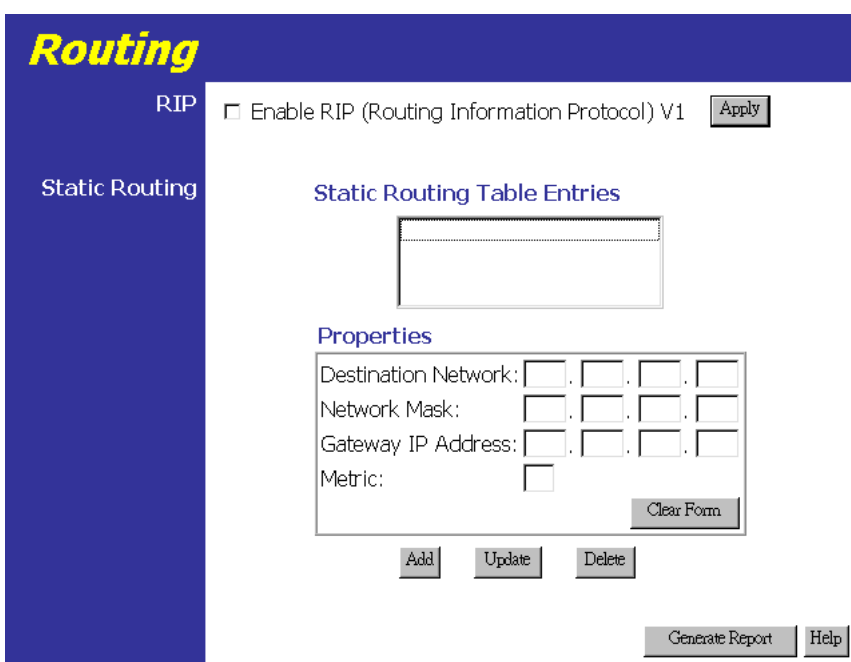 Routing
RIP
Enable RIP (Routing Information Protocol) V1
Apply
Static Routing
Static Routing Table Entries
Properties
Destination Network: . . .
Network Mask: . . .
Gateway IP Address: . . .
Metric:
Clear Form
Add
Update
Delete
Generate Report
Help